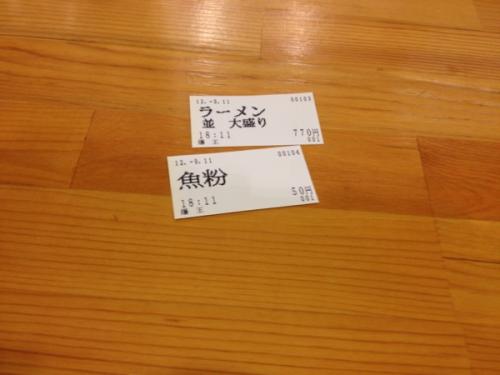 12.-9.11 00103
ラーメン
並 大盛り
18:11 770円
001
12.-9.11 00104
魚粉
18:11 50円
001